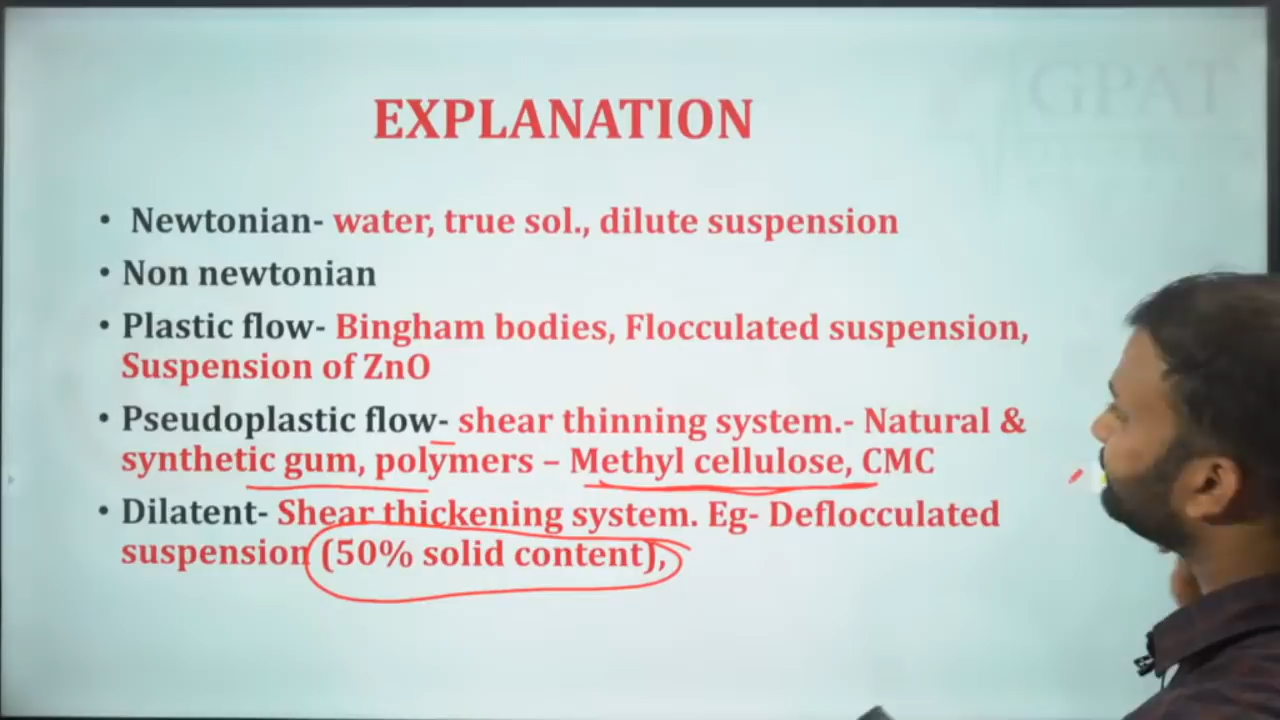 GPAT
EXPLANATION
• Newtonian- water, true sol., dilute suspension
• Non newtonian
• Plastic flow- Bingham bodies, Flocculated suspension,
Suspension of ZnO
• Pseudoplastic flow- shear thinning system.- Natural &
synthetic gum, polymers – Methyl cellulose, CMC
• Dilatent- Shear thickening system. Eg- Deflocculated
suspension (50% solid content),